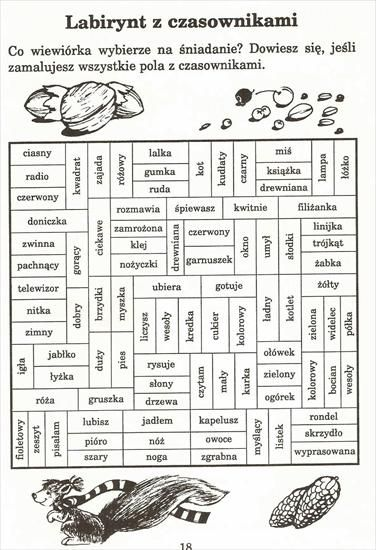 Labirynt z czasownikami
Co wiewiórka wybierze na śniadanie? Dowiesz się, jeśli
zamalujesz wszystkie pola z czasownikami.
ciasny
radio
czerwony
kwadrat
zajada
różowy
lalka
gumka
ruda
kot
kudłaty
czarny
miś
książka
drewniana
lampa
łóżko
doniczka
zwinna
pachnący
gorący
ciekawe
rozmawia
śpiewasz
kwitnie
filiżanka
zamrożona
klej
nożyczki
drewniana
czerwony
garnuszek
okno
umył
słodki
linijka
trójkąt
żabka
telewizor
nitka
zimny
dobry
brzydki
myszka
ubiera
gotuje
liczysz
wesoły
kredka
cukier
kolorowy
ładny
kotlet
żółty
zielona
widelec
półka
igła
jabłko
łyżka
duży
pies
rysuje
słony
drzewa
czytam
mały
kurka
ołówek
zielony
ogórek
kolorowy
bocian
wesoły
róża
gruszka
fioletowy
zeszyt
pisałam
lubisz
pióro
szary
jadłem
nóż
noga
kapelusz
owoce
zgrabna
myślący
listek
rondel
skrzydło
wyprasowana
18